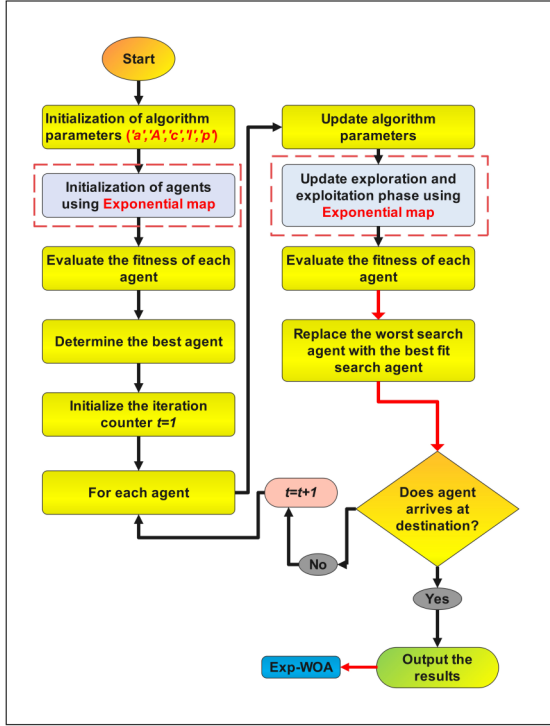 Start
Initialization of algorithm
parameters ('a','A','c','l','p')
Initialization of agents
using Exponential map
Evaluate the fitness of each
agent
Determine the best agent
Initialize the iteration
counter t=1
For each agent
Update algorithm
parameters
Update exploration and
exploitation phase using
Exponential map
Evaluate the fitness of each
agent
Replace the worst search
agent with the best fit
search agent
Does agent
arrives at
destination?
t=t+1
No
Yes
Output the
results
Exp-WOA